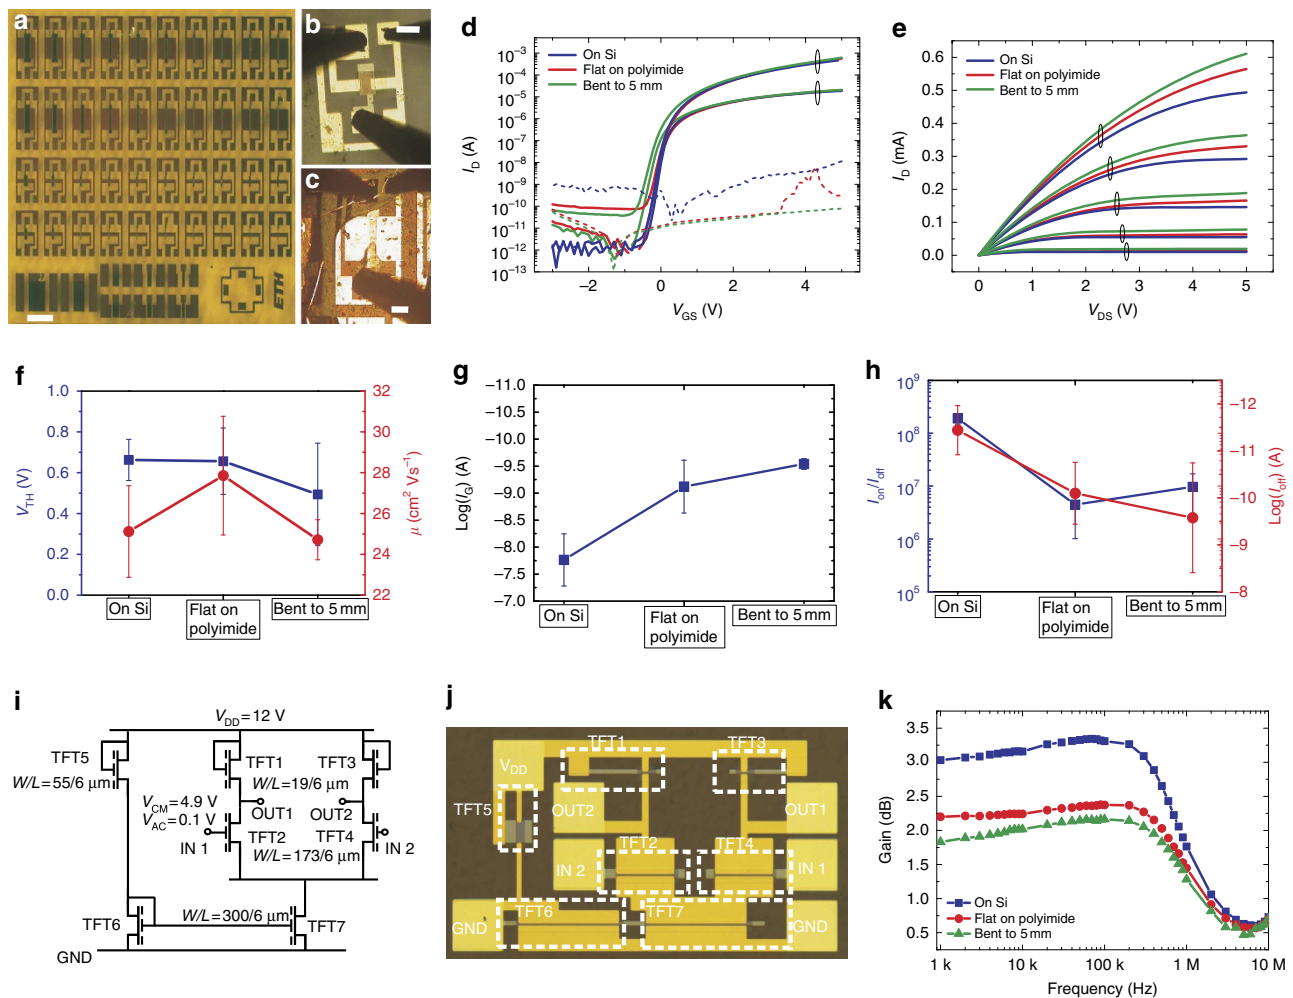 a
ETH
b
c
d
10⁻³
10⁻⁴
10⁻⁵
10⁻⁶
10⁻⁷
10⁻⁸
10⁻⁹
10⁻¹⁰
10⁻¹¹
10⁻¹²
10⁻¹³
I_D (A)
On Si
Flat on polyimide
Bent to 5 mm
−2 0 2 4
V_GS (V)
e
0.6
0.5
0.4
0.3
0.2
0.1
0.0
I_D (mA)
On Si
Flat on polyimide
Bent to 5 mm
0 1 2 3 4 5
V_DS (V)
f
1.0
0.8
0.6
0.4
0.2
0.0
V_TH (V)
32
30
28
26
24
22
μ (cm² Vs⁻¹)
On Si
Flat on
polyimide
Bent to 5 mm
g
−11.0
−10.5
−10.0
−9.5
−9.0
−8.5
−8.0
−7.5
−7.0
Log(I_G) (A)
On Si
Flat on
polyimide
Bent to 5 mm
h
10⁹
10⁸
10⁷
10⁶
10⁵
I_on/I_off
−12
−11
−10
−9
−8
Log(I_off) (A)
On Si
Flat on
polyimide
Bent to 5 mm
i
V_DD = 12 V
TFT5
TFT1
TFT3
W/L = 55/6 μm
W/L = 19/6 μm
V_CM = 4.9 V
V_AC = 0.1 V
OUT1
OUT2
IN 1
TFT2
TFT4
IN 2
W/L = 173/6 μm
TFT6
W/L = 300/6 μm
TFT7
GND
j
TFT1
TFT3
V_DD
TFT5
OUT2
OUT1
TFT2
TFT4
IN 2
IN 1
TFT6
TFT7
GND
GND
k
3.5
3.0
2.5
2.0
1.5
1.0
0.5
Gain (dB)
On Si
Flat on polyimide
Bent to 5 mm
1 k 10 k 100 k 1 M 10 M
Frequency (Hz)